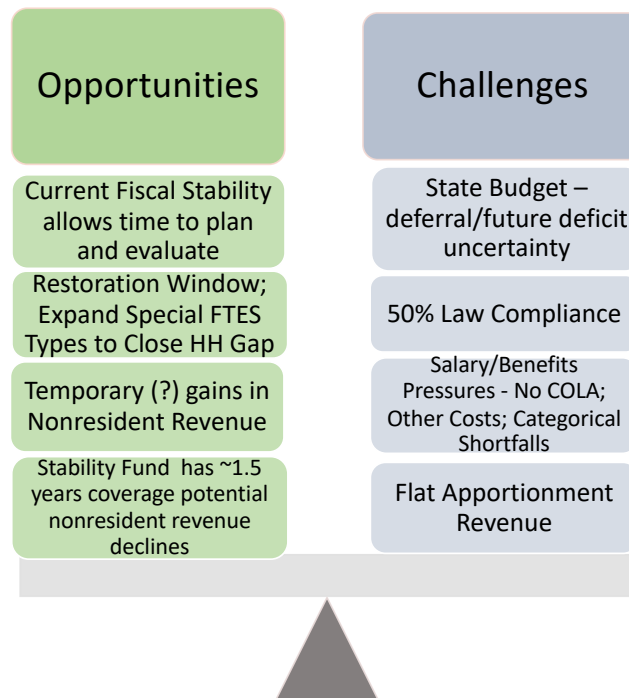 Opportunities
Current Fiscal Stability
allows time to plan
and evaluate
Restoration Window;
Expand Special FTES
Types to Close HH Gap
Temporary (?) gains in
Nonresident Revenue
Stability Fund has ~1.5
years coverage potential
nonresident revenue
declines
Challenges
State Budget –
deferral/future deficit
uncertainty
50% Law Compliance
Salary/Benefits
Pressures - No COLA;
Other Costs; Categorical
Shortfalls
Flat Apportionment
Revenue